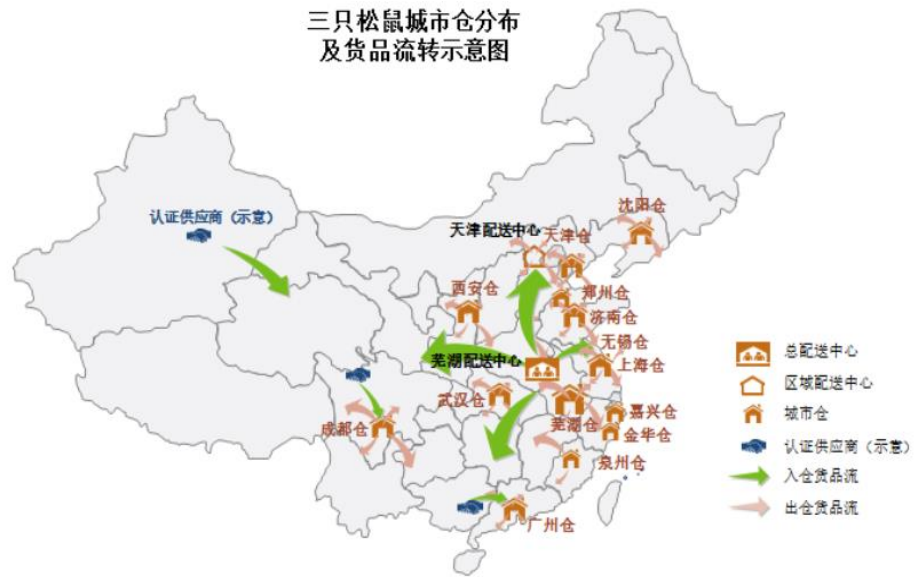 三只松鼠城市仓分布
及货品流转示意图
沈阳仓
认证供应商（示意）
天津配送中心
天津仓
西安仓
郑州仓
济南仓
无锡仓
芜湖配送中心
上海仓
武汉仓
芜湖仓
嘉兴仓
成都仓
金华仓
泉州仓
广州仓
总配送中心
区域配送中心
城市仓
认证供应商（示意）
入仓货品流
出仓货品流